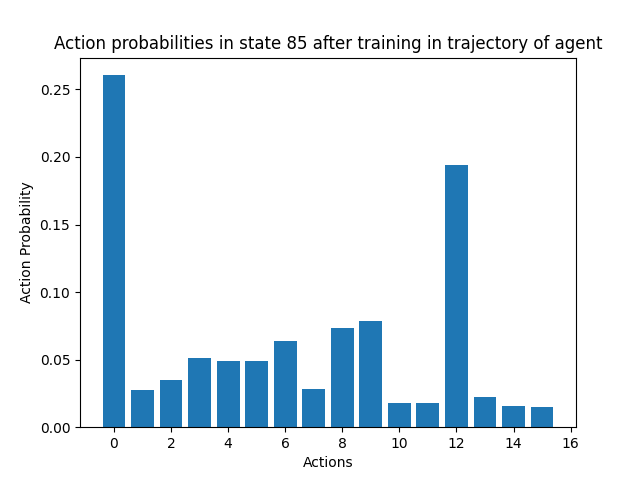 Action probabilities in state 85 after training in trajectory of agent
0.25
0.20
0.15
0.10
0.05
0.00
Action Probability
0 2 4 6 8 10 12 14 16
Actions